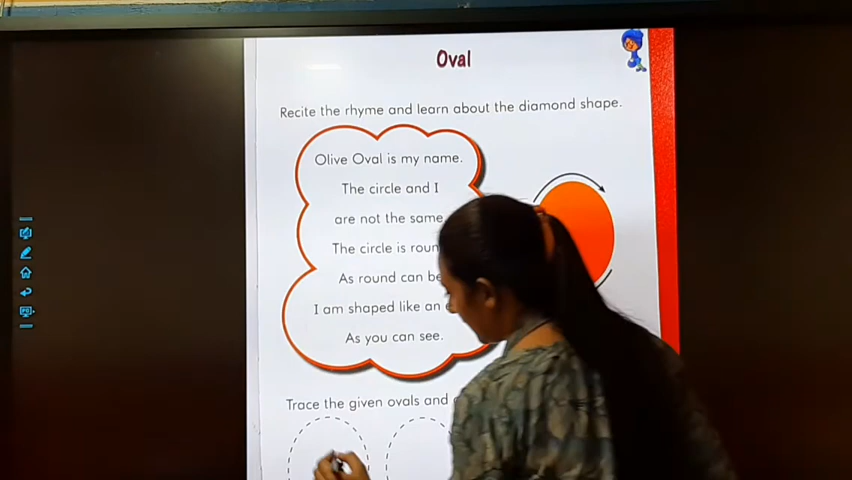 Oval
Recite the rhyme and learn about the diamond shape.
Olive Oval is my name.
The circle and I
are not the same
The circle is
As round can
I am shaped like an
As you can see.
Trace the given ovals and